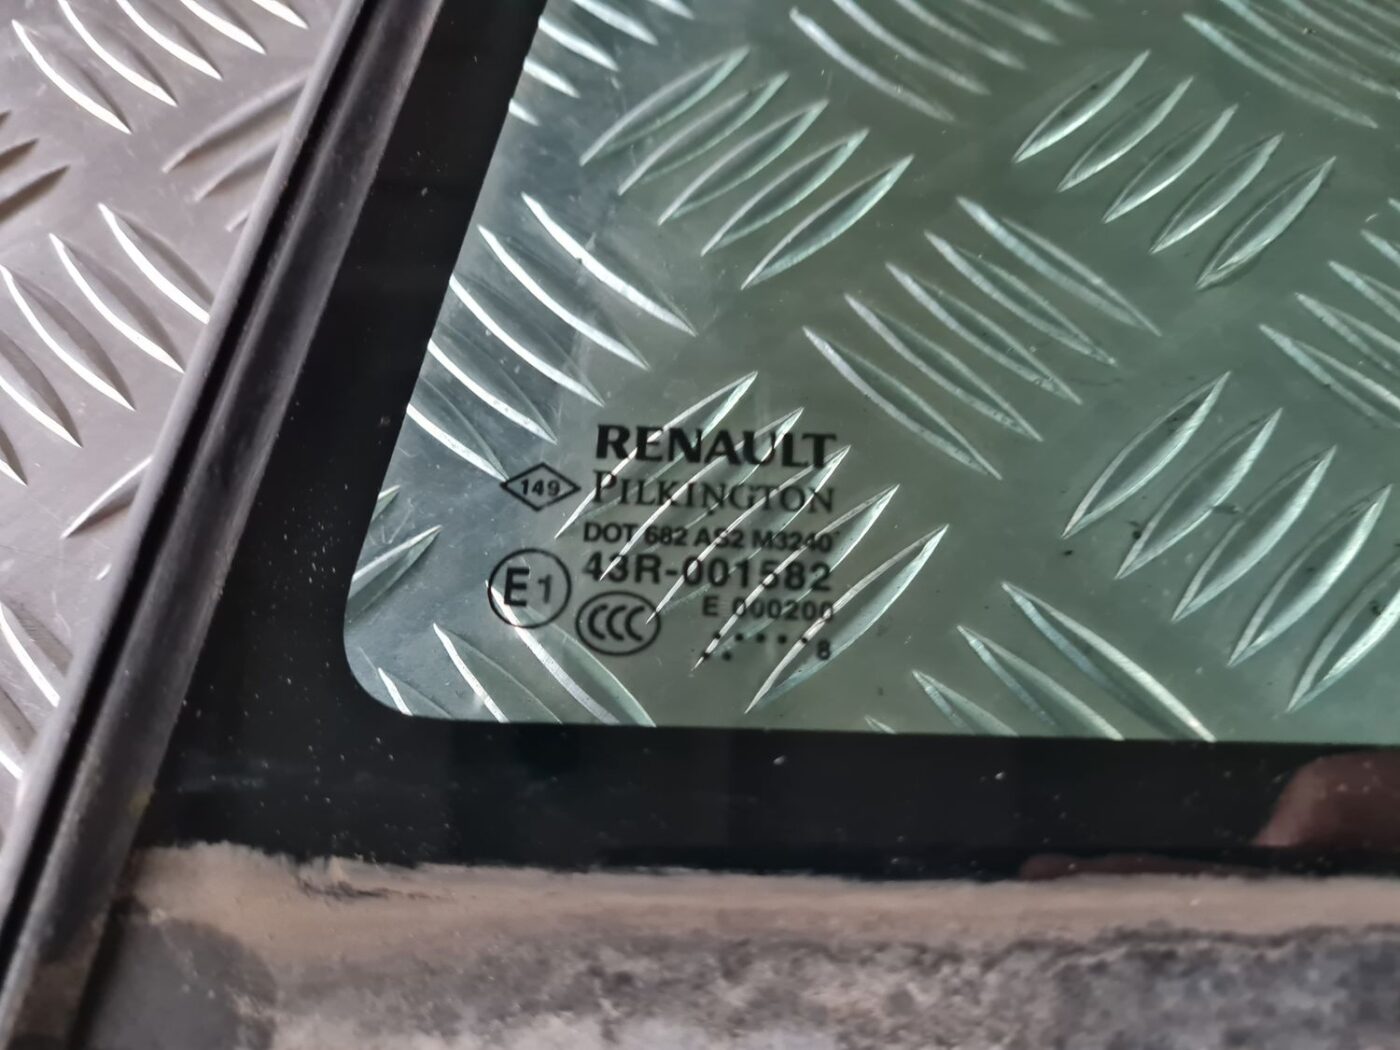 RENAULT
149 PILKINGTON
DOT 682 AS2 M3240
43R-001582
E1
E 000200
CCC
8